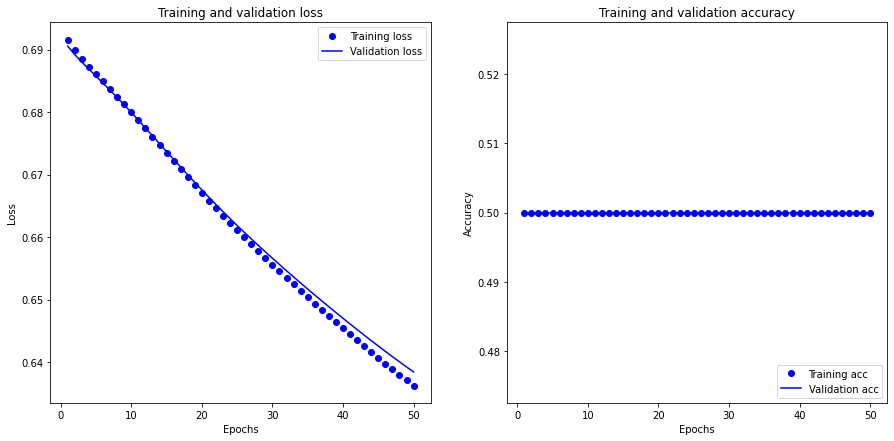 Training and validation loss
Training loss
Validation loss
0.69
0.68
0.67
0.66
0.65
0.64
Loss
0
10
20
30
40
50
Epochs
Training and validation accuracy
0.52
0.51
0.50
0.49
0.48
Accuracy
Training acc
Validation acc
0
10
20
30
40
50
Epochs